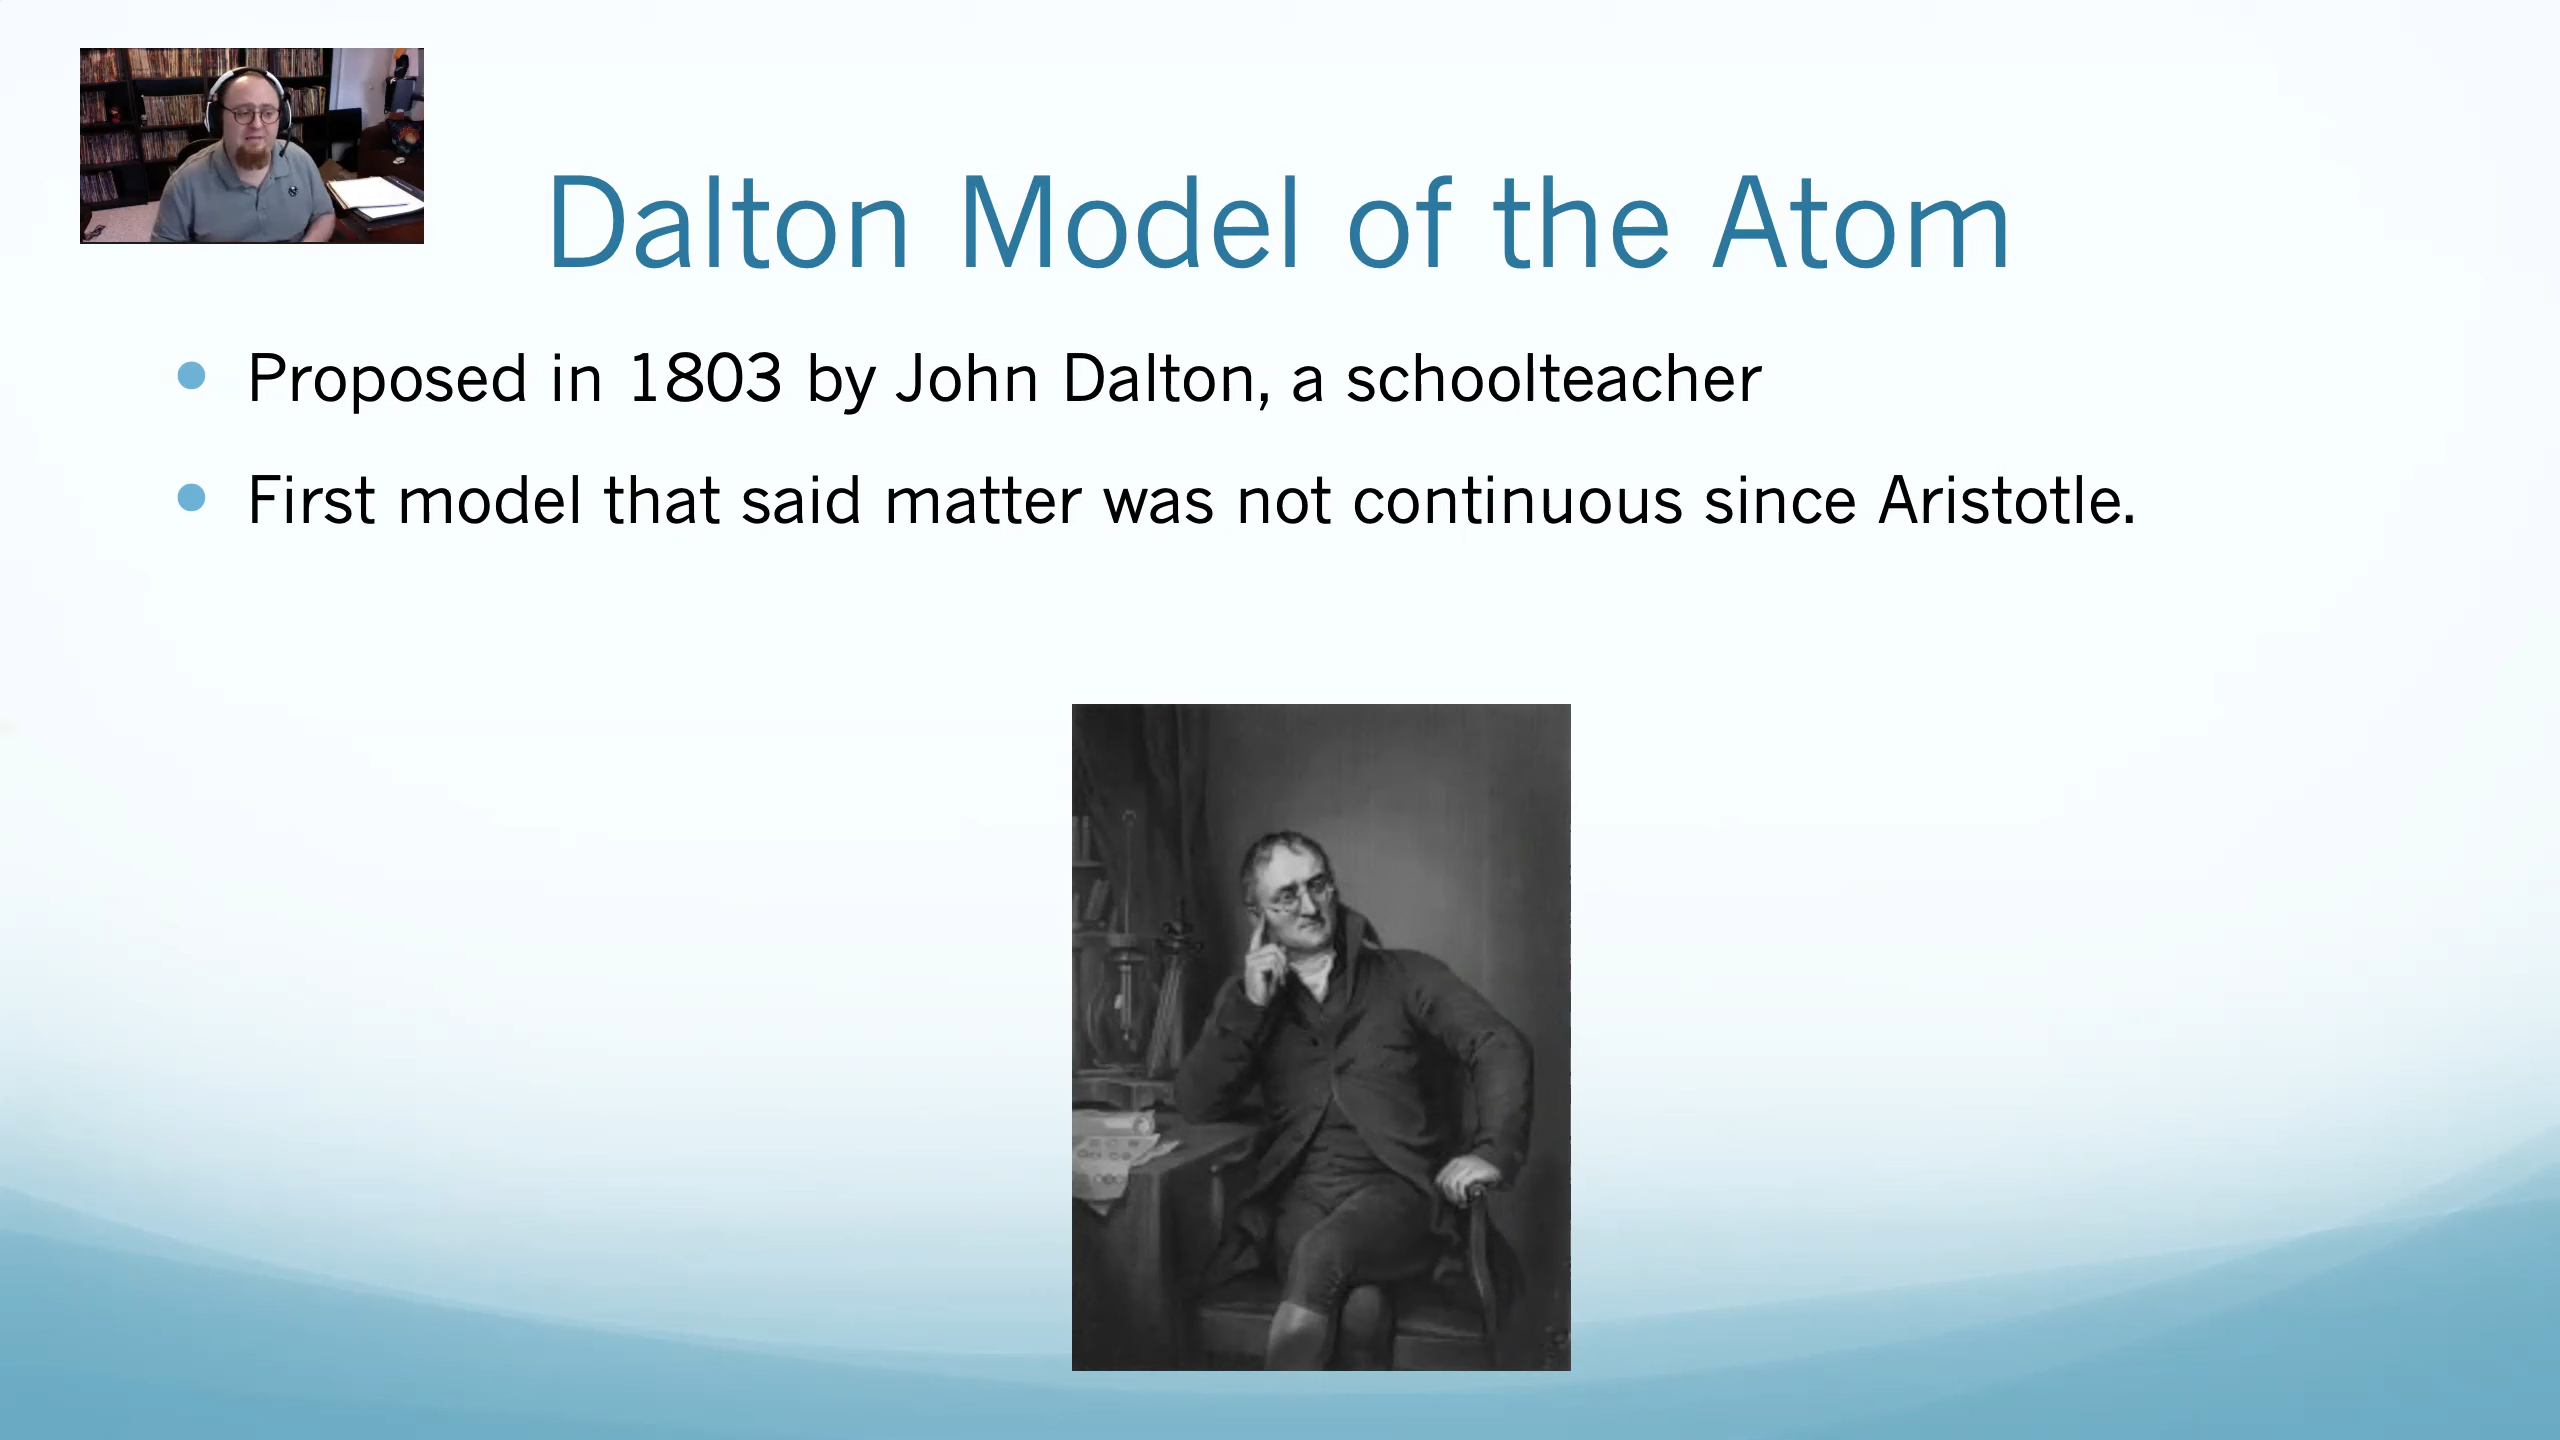 Dalton Model of the Atom
Proposed in 1803 by John Dalton, a schoolteacher
First model that said matter was not continuous since Aristotle.